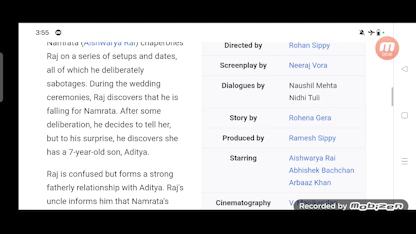 3:55
Namrata (Aishwarya Rai) chaperones
Raj on a series of setups and dates,
all of which he deliberately
sabotages. During the wedding
ceremonies, Raj discovers that he is
falling for Namrata. After some
deliberation, he decides to tell her,
but to his surprise, he discovers she
has a 7-year-old son, Aditya.
Raj is confused but forms a strong
fatherly relationship with Aditya. Raj's
uncle informs him that Namrata's
Directed by Rohan Sippy
Screenplay by Neeraj Vora
Dialogues by Naushil Mehta
Nidhi Tuli
Story by Rohena Gera
Produced by Ramesh Sippy
Starring Aishwarya Rai
Abhishek Bachchan
Arbaaz Khan
Cinematography
Recorded by Mobizen